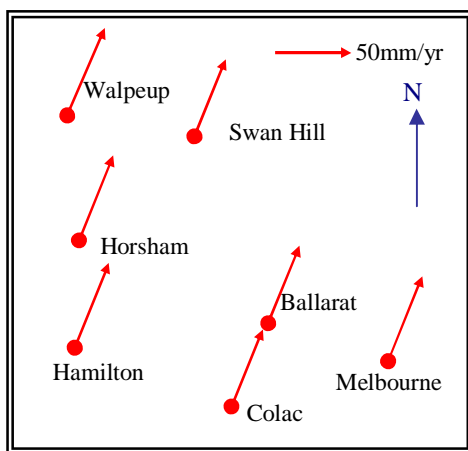 50mm/yr
Walpeup
N
Swan Hill
Horsham
Ballarat
Hamilton
Melbourne
Colac